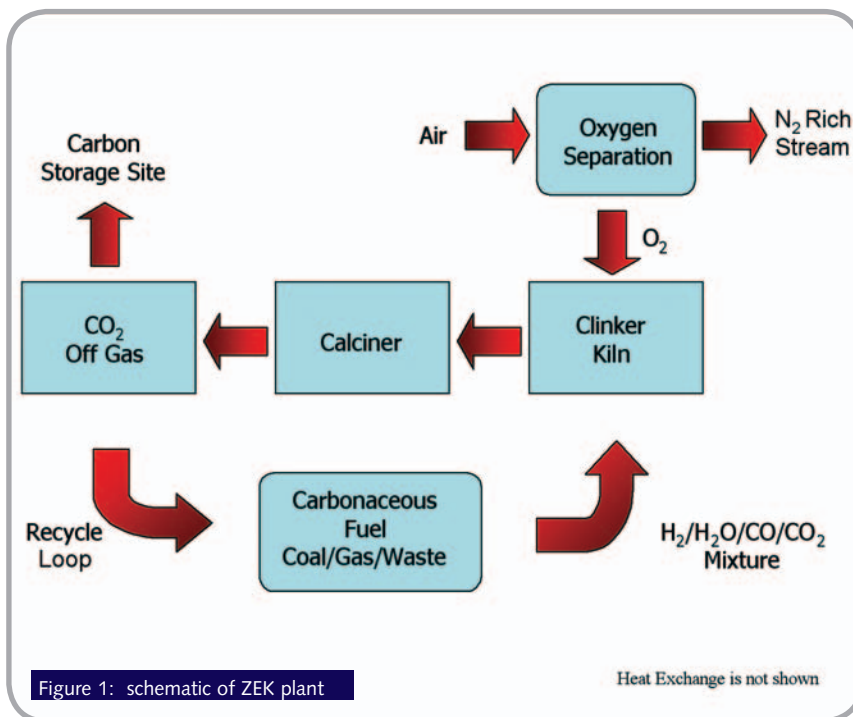 Air
Oxygen
Separation
N₂ Rich
Stream
Carbon
Storage Site
O₂
CO₂
Off Gas
Calciner
Clinker
Kiln
Recycle
Loop
Carbonaceous
Fuel
Coal/Gas/Waste
H₂/H₂O/CO/CO₂
Mixture
Figure 1: schematic of ZEK plant
Heat Exchange is not shown